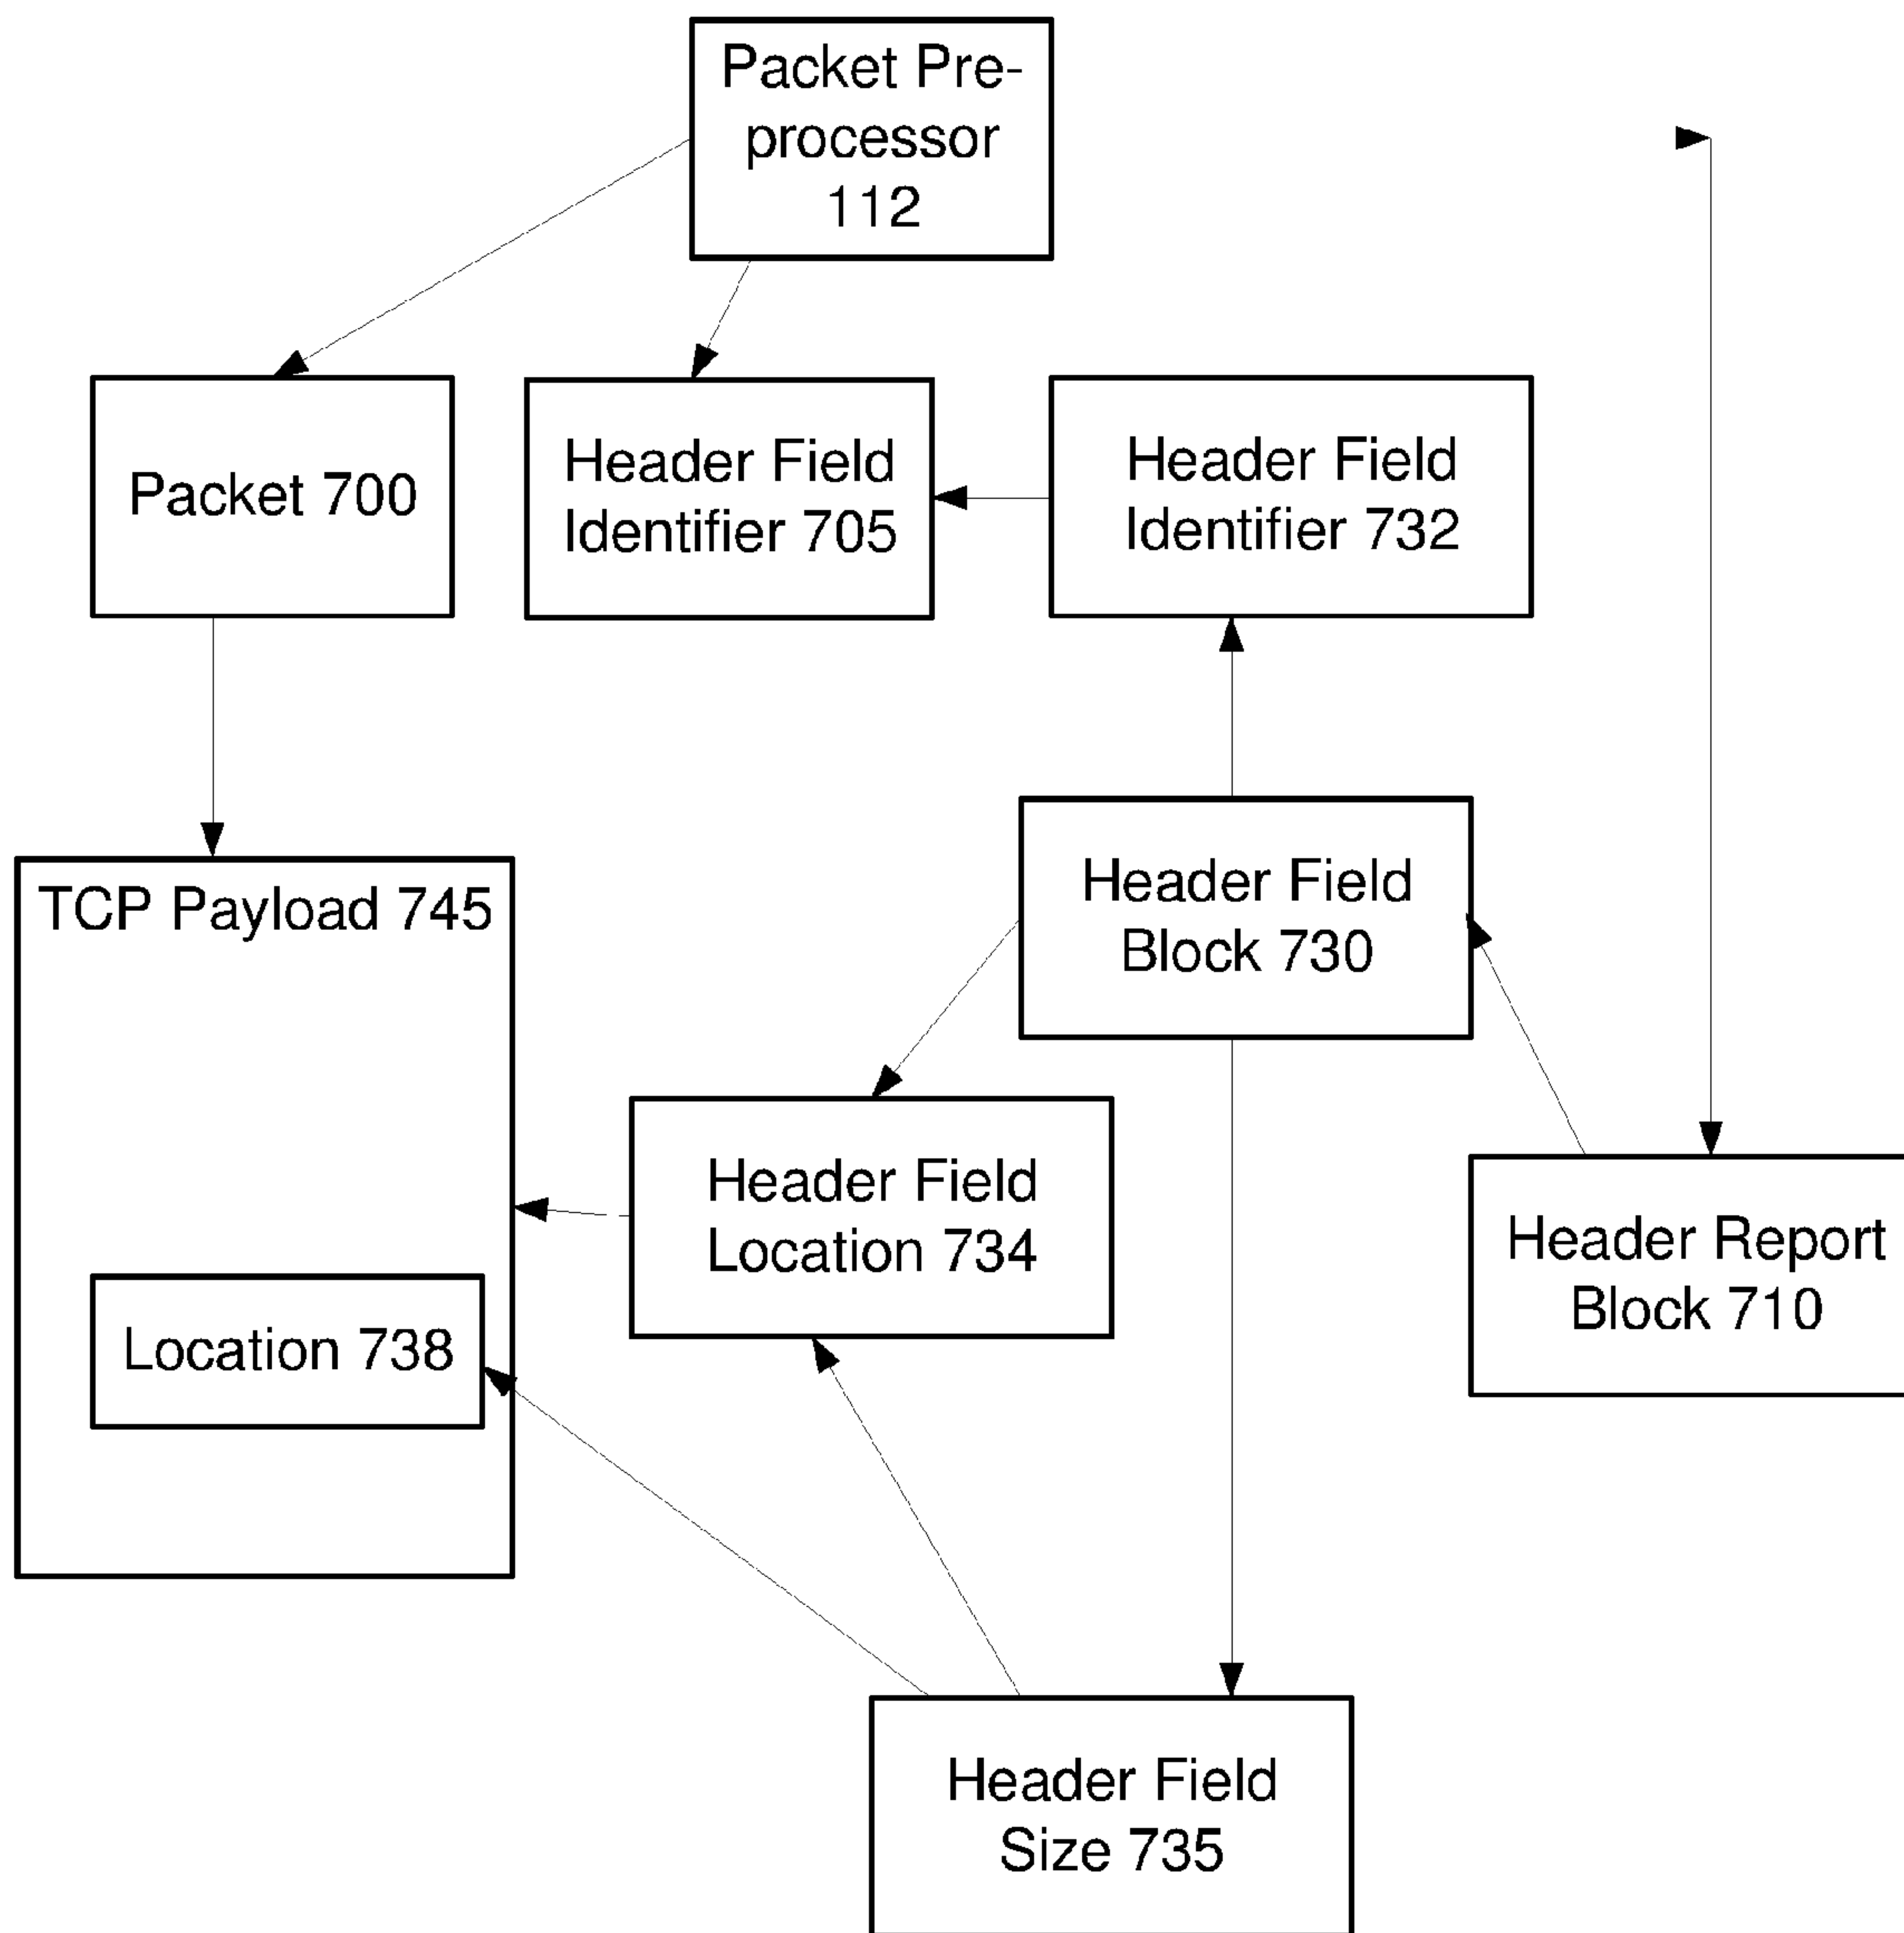 Packet Pre-
processor
112
Packet 700
Header Field
Identifier 705
Header Field
Identifier 732
TCP Payload 745
Header Field
Block 730
Header Field
Location 734
Header Report
Block 710
Location 738
Header Field
Size 735